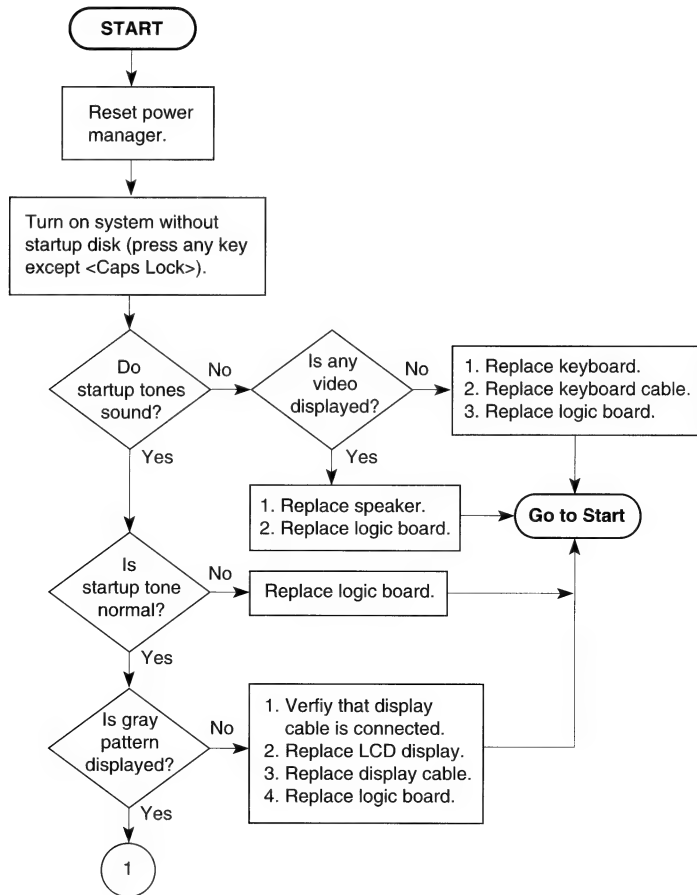 START
Reset power
manager.
Turn on system without
startup disk (press any key
except <Caps Lock>).
Do
startup tones
sound?
No
Yes
Is any
video
displayed?
No
Yes
1. Replace keyboard.
2. Replace keyboard cable.
3. Replace logic board.
1. Replace speaker.
2. Replace logic board.
Go to Start
Is
startup tone
normal?
No
Yes
Replace logic board.
Is gray
pattern
displayed?
No
Yes
1. Verfiy that display
cable is connected.
2. Replace LCD display.
3. Replace display cable.
4. Replace logic board.
1